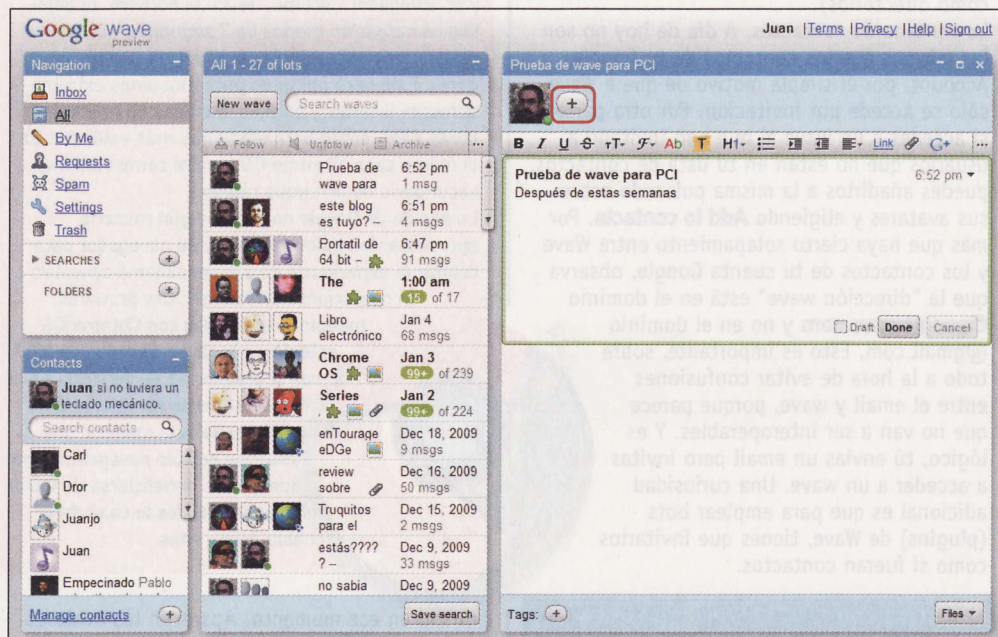 Google wave
preview
Juan | Terms | Privacy | Help | Sign out
Navigation
Inbox
All
By Me
Requests
Spam
Settings
Trash
SEARCHES
FOLDERS
Contacts
Juan si no tuviera un
teclado mecánico.
Search contacts
Carl
Dror
Juanjo
Juan
Empecinado Pablo
Manage contacts
All 1 - 27 of lots
New wave
Search waves
Follow Unfollow Archive
Prueba de 6:52 pm
wave para 1 msg
este blog 6:51 pm
es tuyo? – 4 msgs
Portatil de 6:47 pm
64 bit – 91 msgs
The 1:00 am
15 of 17
Libro Jan 4
electrónico 68 msgs
Chrome Jan 3
OS 99+ of 239
Series Jan 2
99+ of 224
enTourage Dec 18, 2009
eDGe 9 msgs
review Dec 16, 2009
sobre 50 msgs
Truquitos Dec 15, 2009
para el 2 msgs
estás???? Dec 9, 2009
? – 33 msgs
no sabia Dec 9, 2009
Save search
Prueba de wave para PCI
B I U S TT F Ab T H1 Link G+
Prueba de wave para PCI 6:52 pm
Después de estas semanas
Draft Done Cancel
Tags:
Files